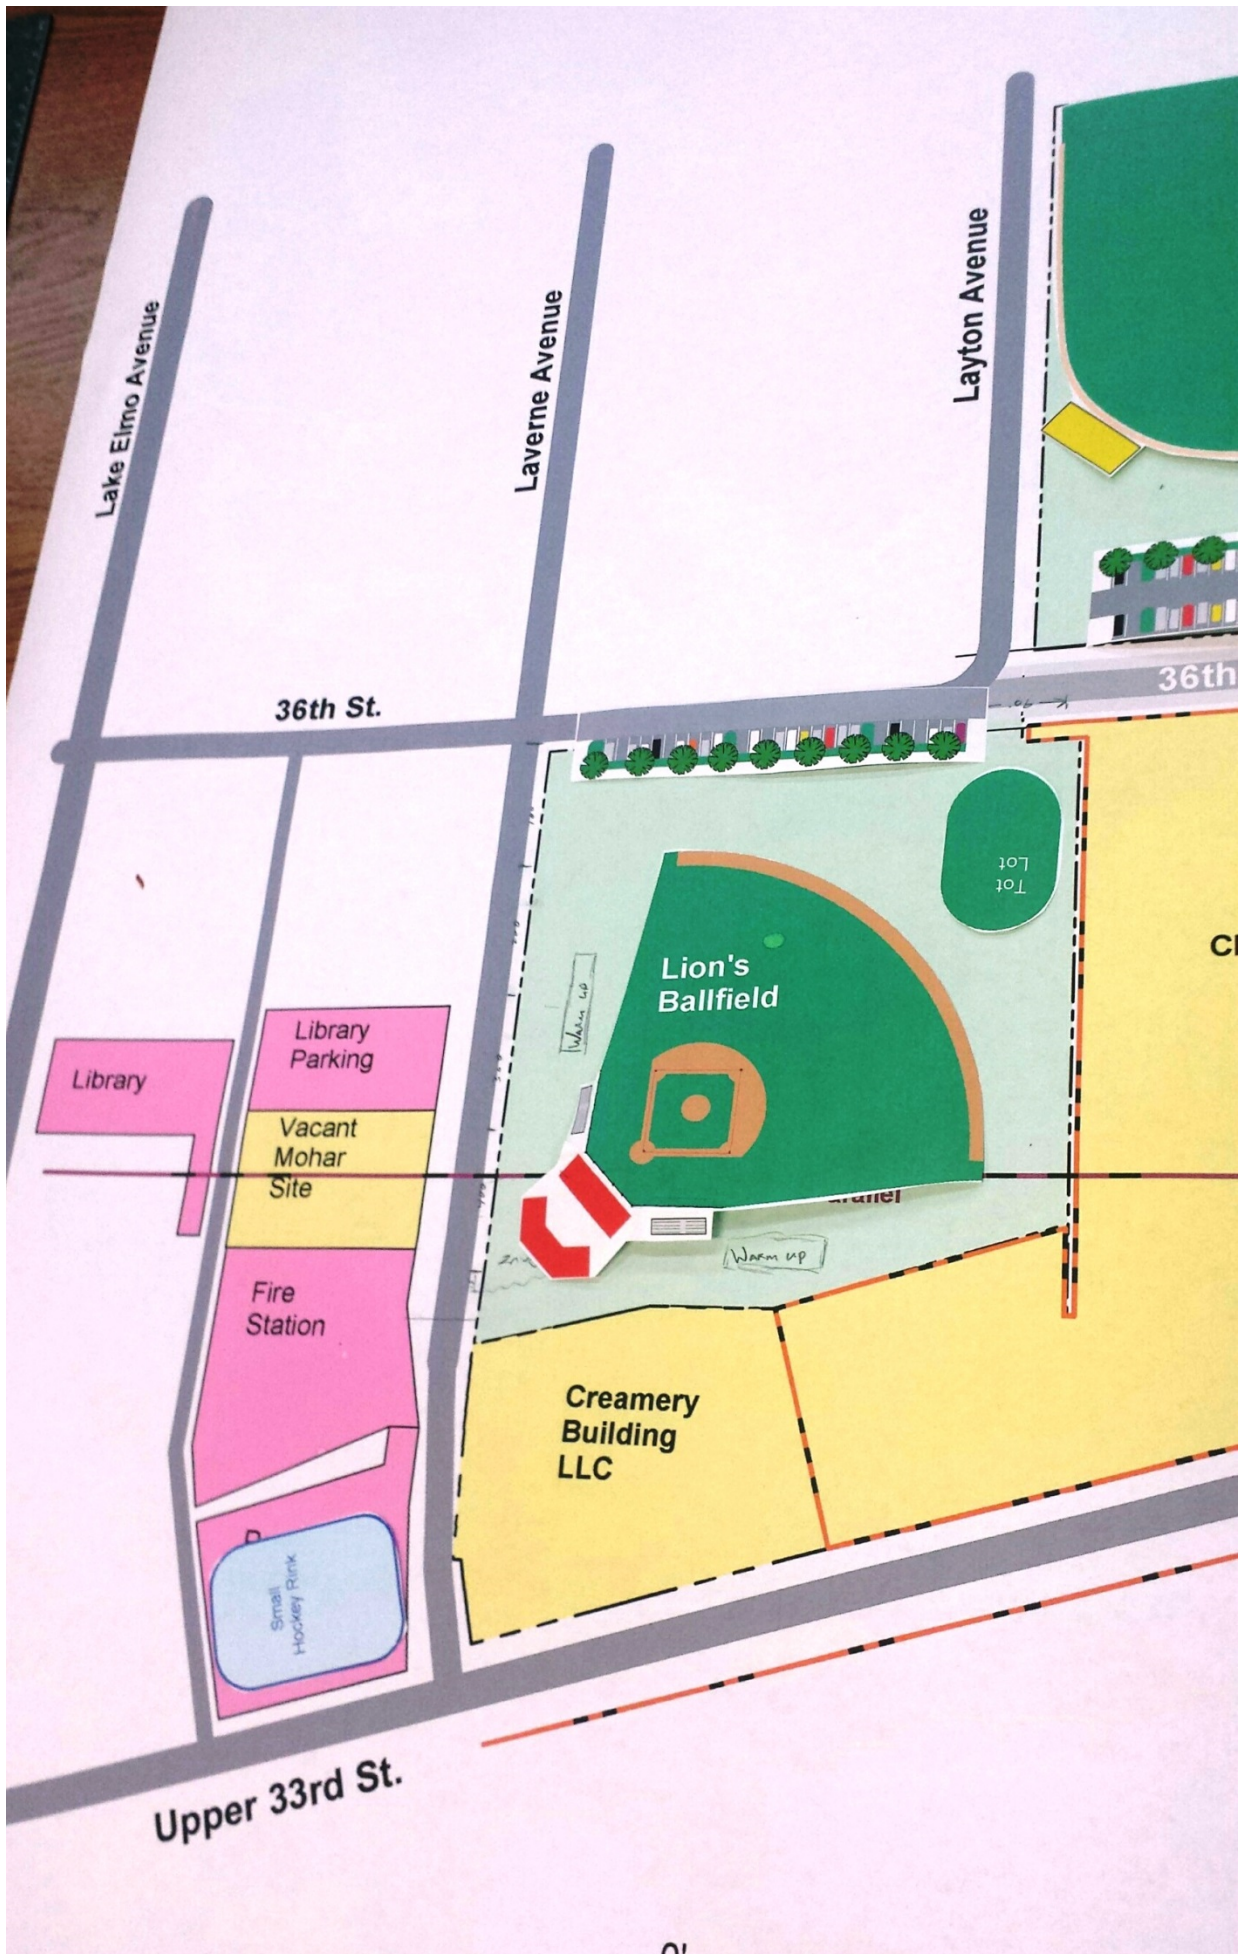 Lake Elmo Avenue
Laverne Avenue
Layton Avenue
36th St.
36th
90'
Tot
Lot
Lion's
Ballfield
Warm up
Library
Parking
Library
Vacant
Mohar
Site
Warm up
Fire
Station
Creamery
Building
LLC
Small
Hockey Rink
Upper 33rd St.